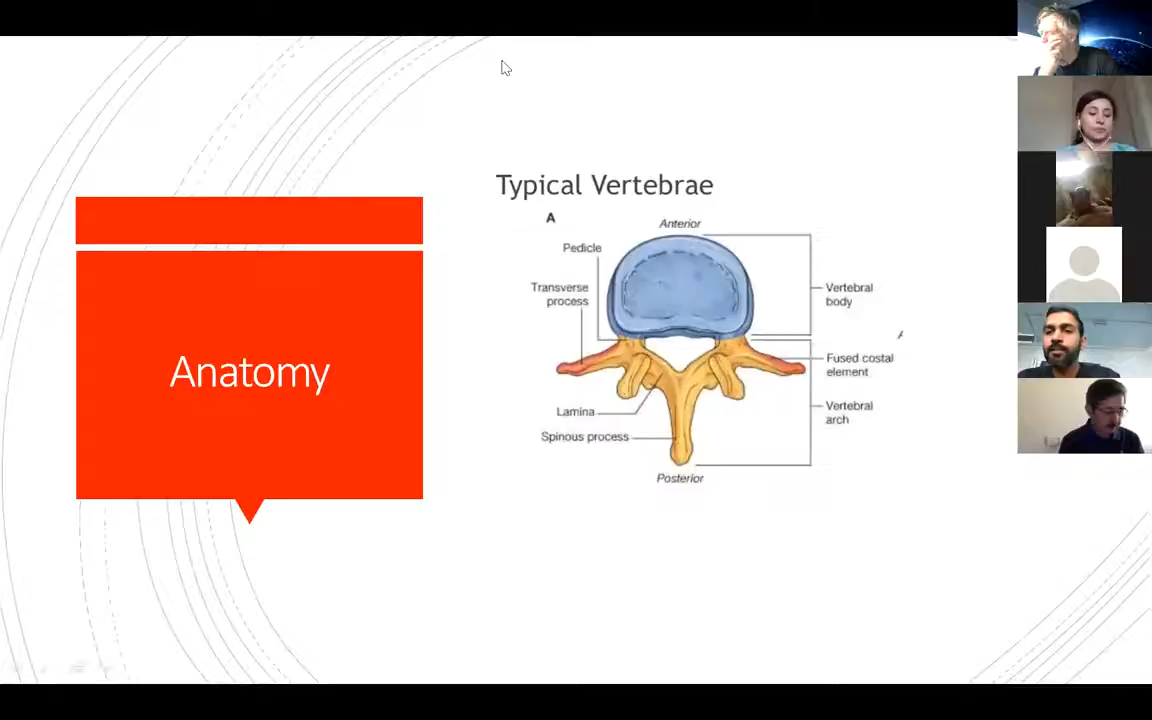 Anatomy
Typical Vertebrae
A
Anterior
Pedicle
Transverse
process
Vertebral
body
Fused costal
element
Vertebral
arch
Lamina
Spinous process
Posterior